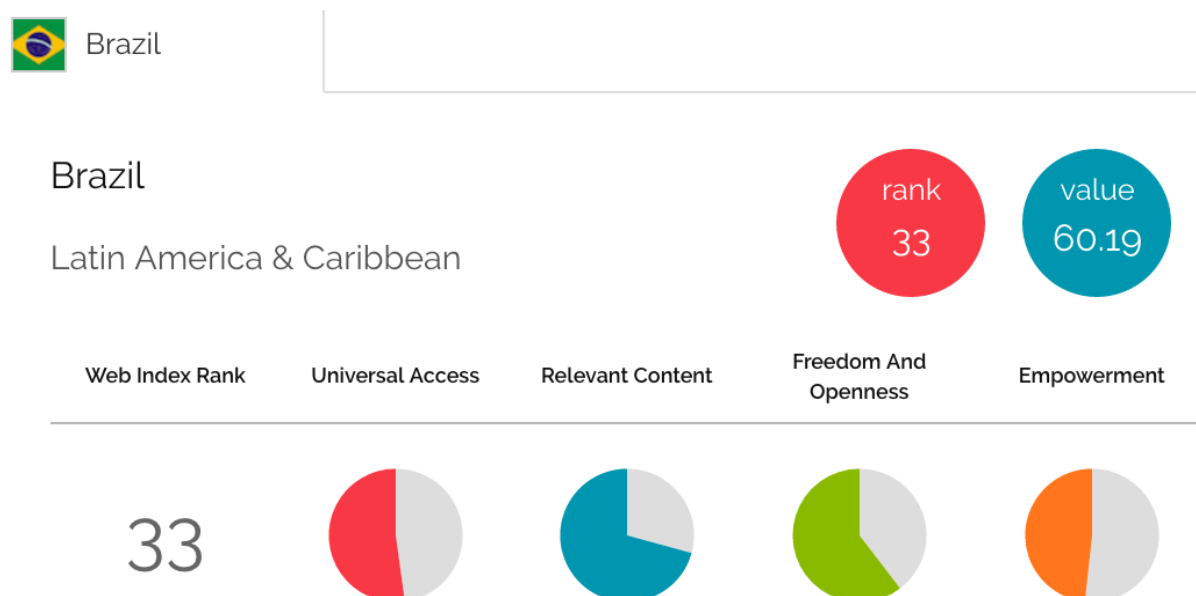 Brazil
Brazil
Latin America & Caribbean
rank
33
value
60.19
Web Index Rank
Universal Access
Relevant Content
Freedom And
Openness
Empowerment
33